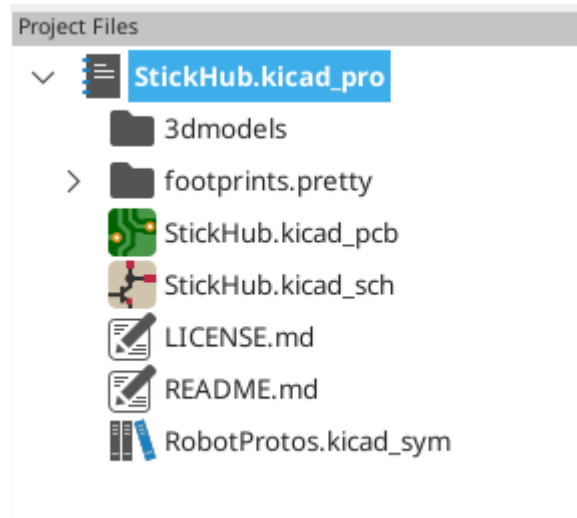 Project Files
StickHub.kicad_pro
3dmodels
footprints.pretty
StickHub.kicad_pcb
StickHub.kicad_sch
LICENSE.md
README.md
RobotProtos.kicad_sym